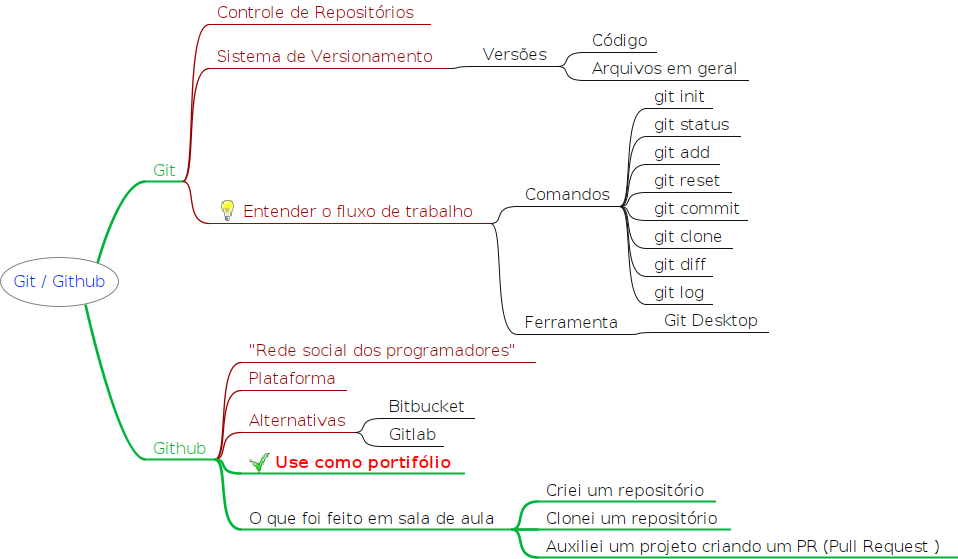 Git / Github
Git
Controle de Repositórios
Sistema de Versionamento
Versões
Código
Arquivos em geral
Entender o fluxo de trabalho
Comandos
git init
git status
git add
git reset
git commit
git clone
git diff
git log
Ferramenta
Git Desktop
Github
"Rede social dos programadores"
Plataforma
Alternativas
Bitbucket
Gitlab
Use como portifólio
O que foi feito em sala de aula
Criei um repositório
Clonei um repositório
Auxiliei um projeto criando um PR (Pull Request )